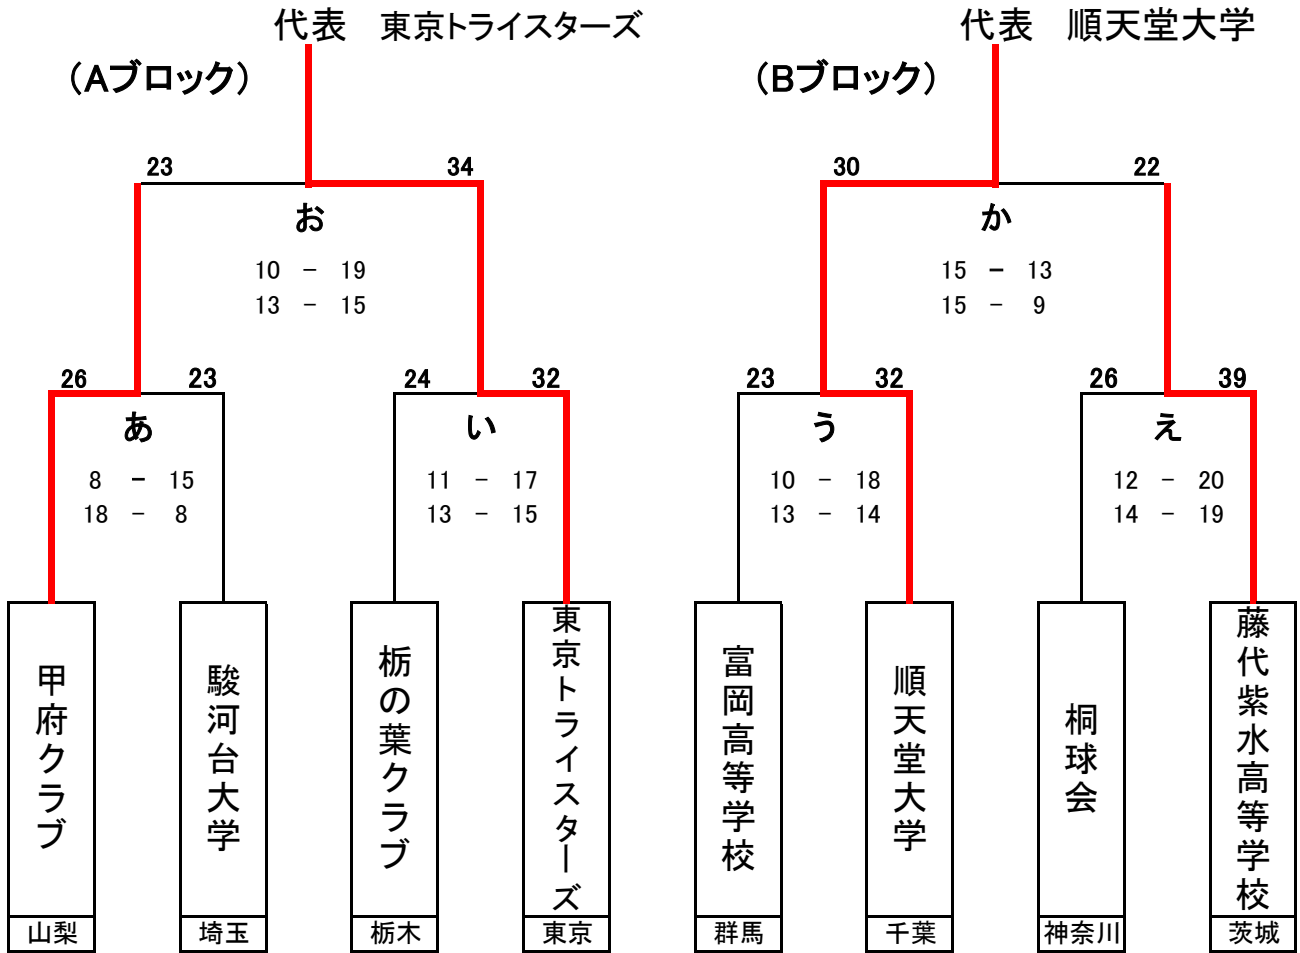 代表 東京トライスターズ
代表 順天堂大学
(Aブロック)
(Bブロック)
23 34
30 22
お
か
10 - 19
13 - 15
15 - 13
15 - 9
26 23
24 32
23 32
26 39
あ
い
う
え
8 - 15
18 - 8
11 - 17
13 - 15
10 - 18
13 - 14
12 - 20
14 - 19
甲府クラブ
山梨
駿河台大学
埼玉
栃の葉クラブ
栃木
東京トライスターズ
東京
富岡高等学校
群馬
順天堂大学
千葉
桐球会
神奈川
藤代紫水高等学校
茨城